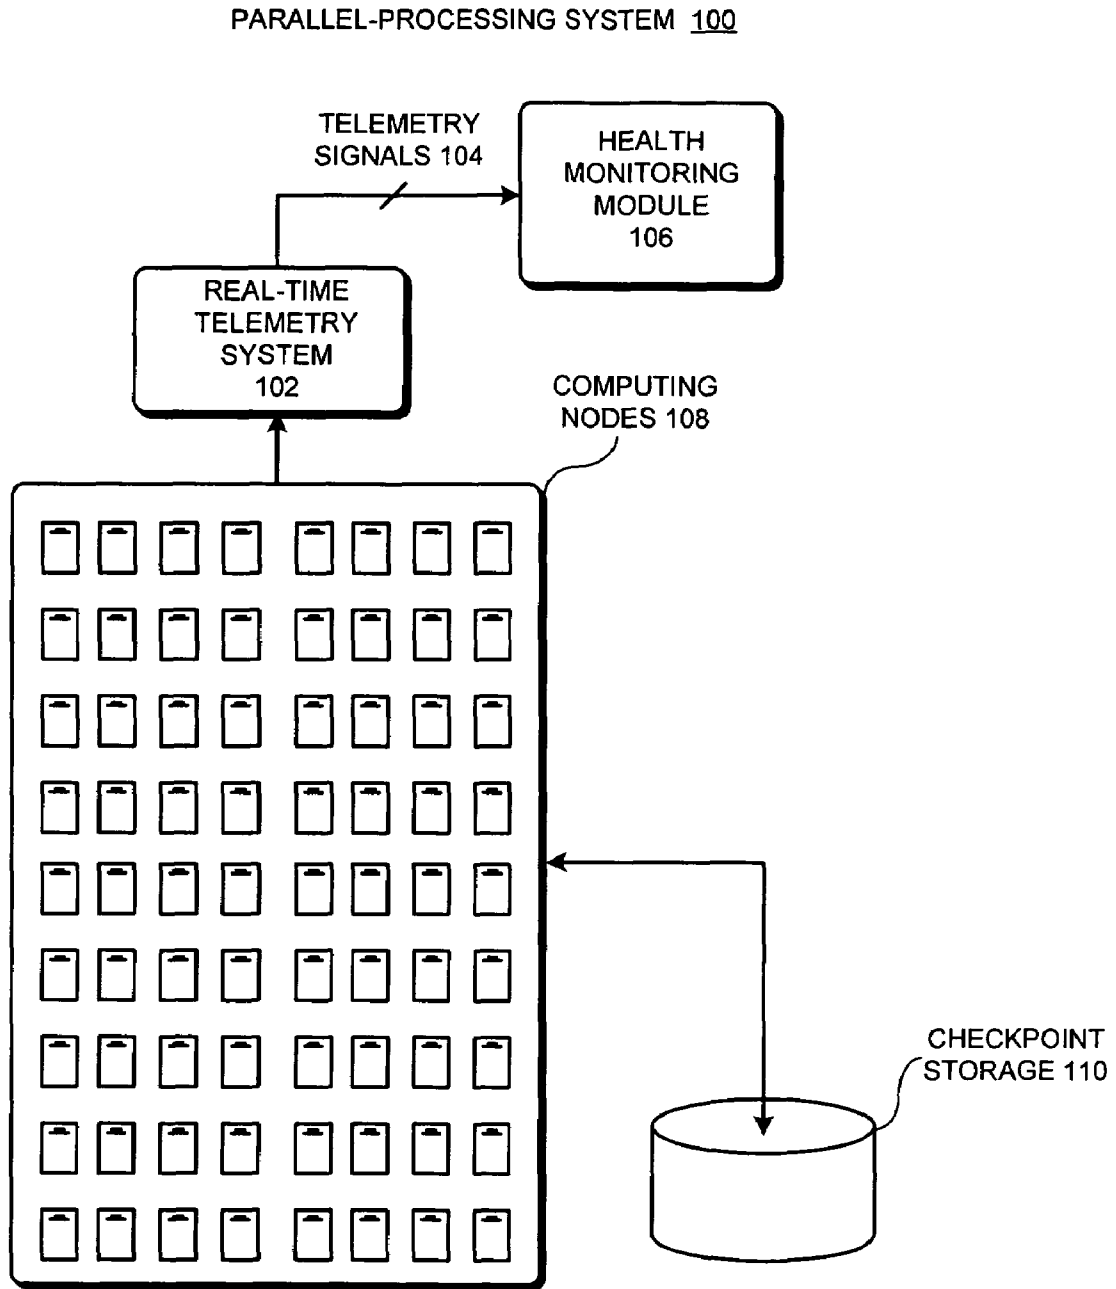 PARALLEL-PROCESSING SYSTEM 100
TELEMETRY
SIGNALS 104
HEALTH
MONITORING
MODULE
106
REAL-TIME
TELEMETRY
SYSTEM
102
COMPUTING
NODES 108
CHECKPOINT
STORAGE 110